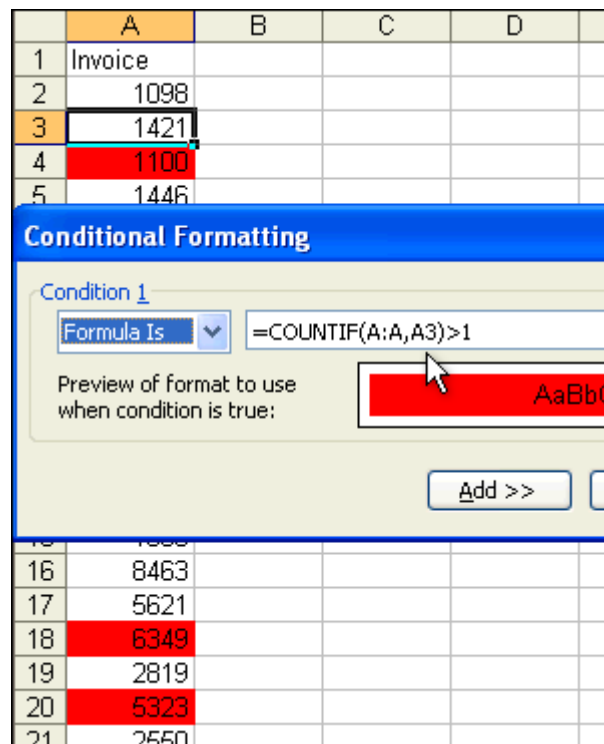 A B C D
1 Invoice
2 1098
3 1421
4 1100
5 1446
Conditional Formatting
Condition 1
Formula Is =COUNTIF(A:A,A3)>1
Preview of format to use
when condition is true:
AaBb
Add >>
16 8463
17 5621
18 6349
19 2819
20 5323
21 2550